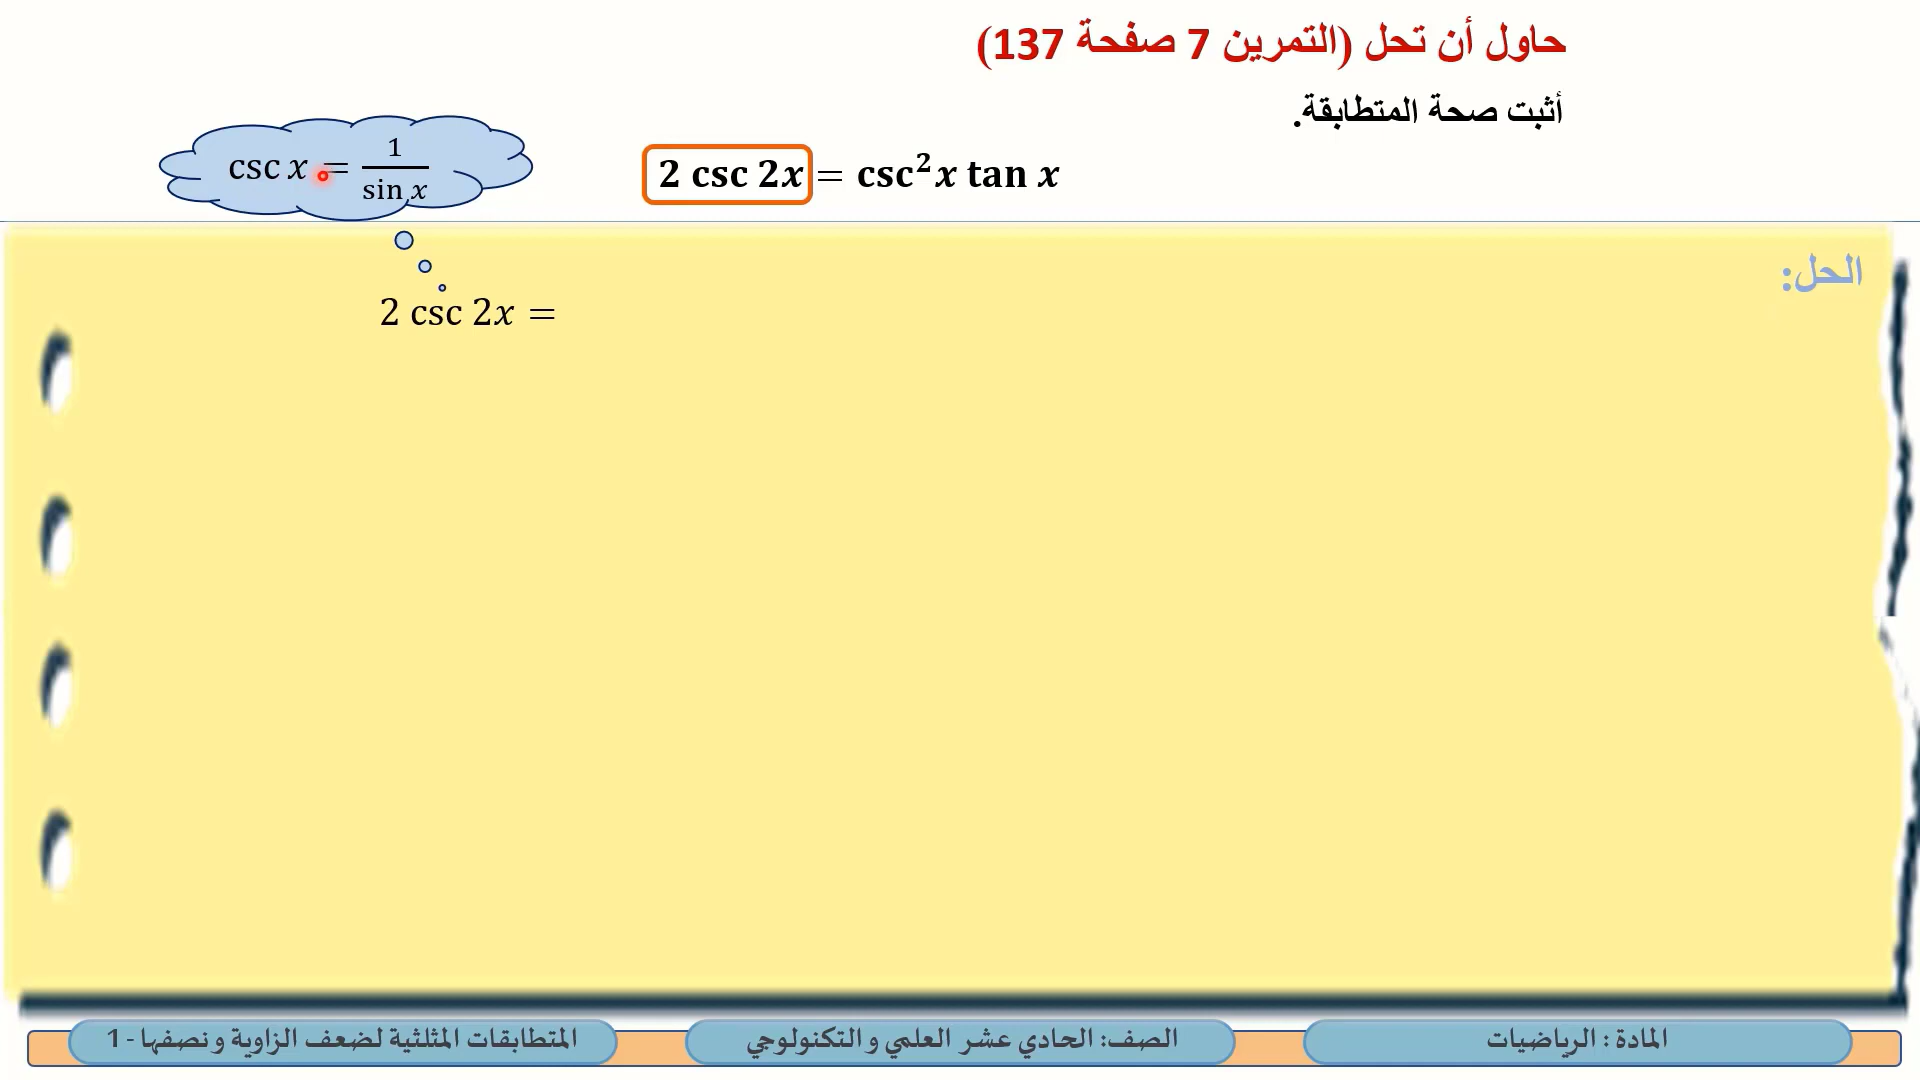 حاول أن تحل (التمرين 7 صفحة 137)
أثبت صحة المتطابقة.
2 csc 2x = csc²x tan x
csc x = 1/sin x
الحل:
2 csc 2x =
المادة : الرياضيات
الصف: الحادي عشر العلمي و التكنولوجي
المتطابقات المثلثية لضعف الزاوية ونصفها - 1